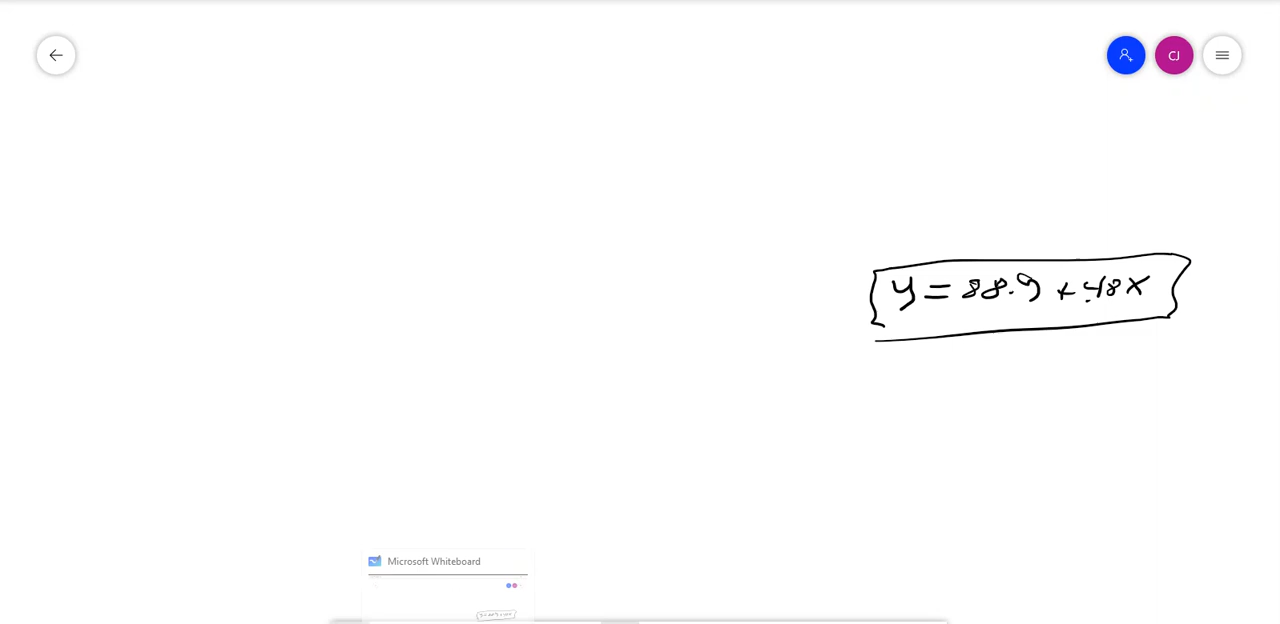 CJ
y = 88.9 + .48x
Microsoft Whiteboard